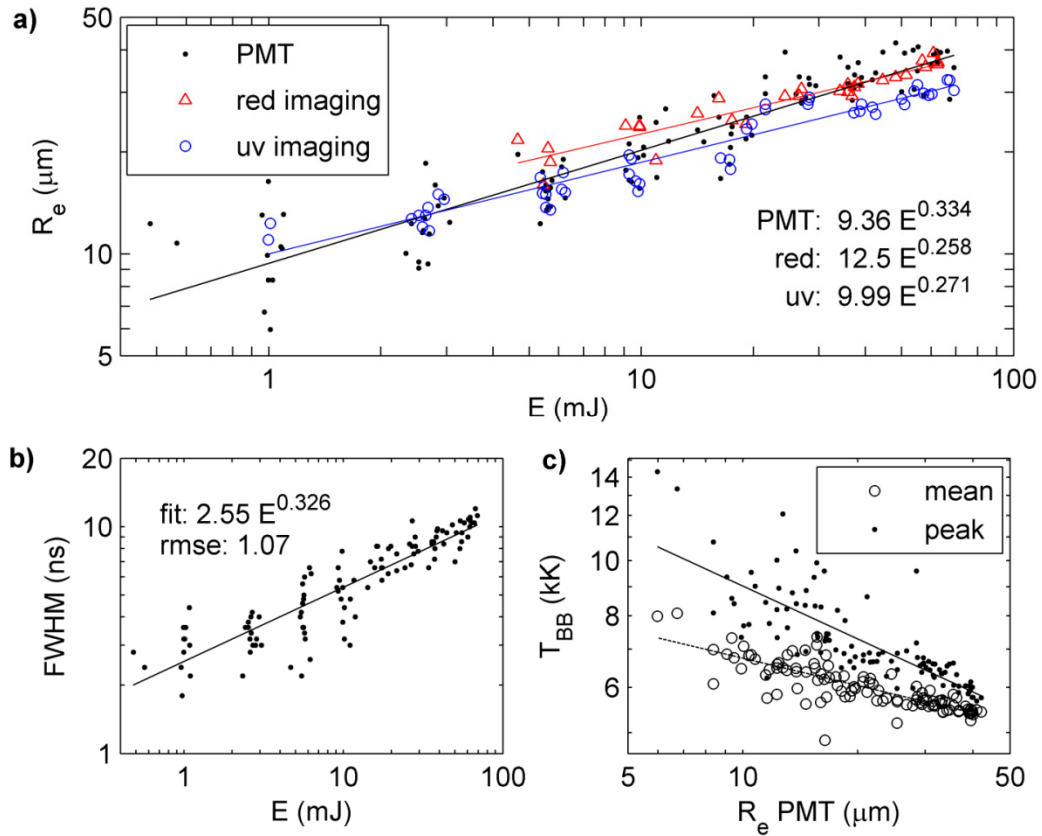 a)
50
PMT
red imaging
uv imaging
R_e (μm)
10
5
PMT: 9.36 E^0.334
red: 12.5 E^0.258
uv: 9.99 E^0.271
1
10
100
E (mJ)
b)
20
fit: 2.55 E^0.326
rmse: 1.07
10
FWHM (ns)
1
1
10
100
E (mJ)
c)
14
12
10
8
6
mean
peak
T_BB (kK)
5
10
50
R_e PMT (μm)